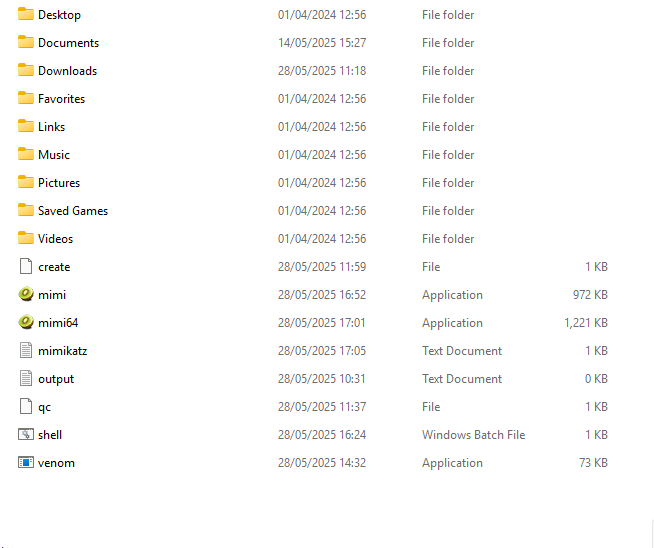 Desktop 01/04/2024 12:56 File folder
Documents 14/05/2025 15:27 File folder
Downloads 28/05/2025 11:18 File folder
Favorites 01/04/2024 12:56 File folder
Links 01/04/2024 12:56 File folder
Music 01/04/2024 12:56 File folder
Pictures 01/04/2024 12:56 File folder
Saved Games 01/04/2024 12:56 File folder
Videos 01/04/2024 12:56 File folder
create 28/05/2025 11:59 File 1 KB
mimi 28/05/2025 16:52 Application 972 KB
mimi64 28/05/2025 17:01 Application 1,221 KB
mimikatz 28/05/2025 17:05 Text Document 1 KB
output 28/05/2025 10:31 Text Document 0 KB
qc 28/05/2025 11:37 File 1 KB
shell 28/05/2025 16:24 Windows Batch File 1 KB
venom 28/05/2025 14:32 Application 73 KB